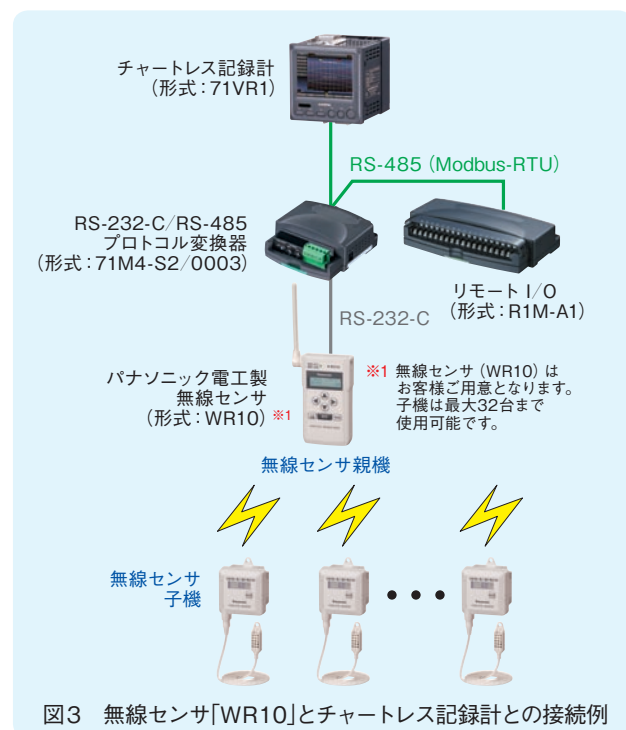 チャートレス記録計
（形式：71VR1）
RS-485（Modbus-RTU）
RS-232-C／RS-485
プロトコル変換器
（形式：71M4-S2／0003）
リモート I／O
（形式：R1M-A1）
RS-232-C
パナソニック電工製
無線センサ
（形式：WR10）※1
※1 無線センサ（WR10）は
お客様ご用意となります。
子機は最大32台まで
使用可能です。
無線センサ親機
無線センサ
子機
図3　無線センサ「WR10」とチャートレス記録計との接続例